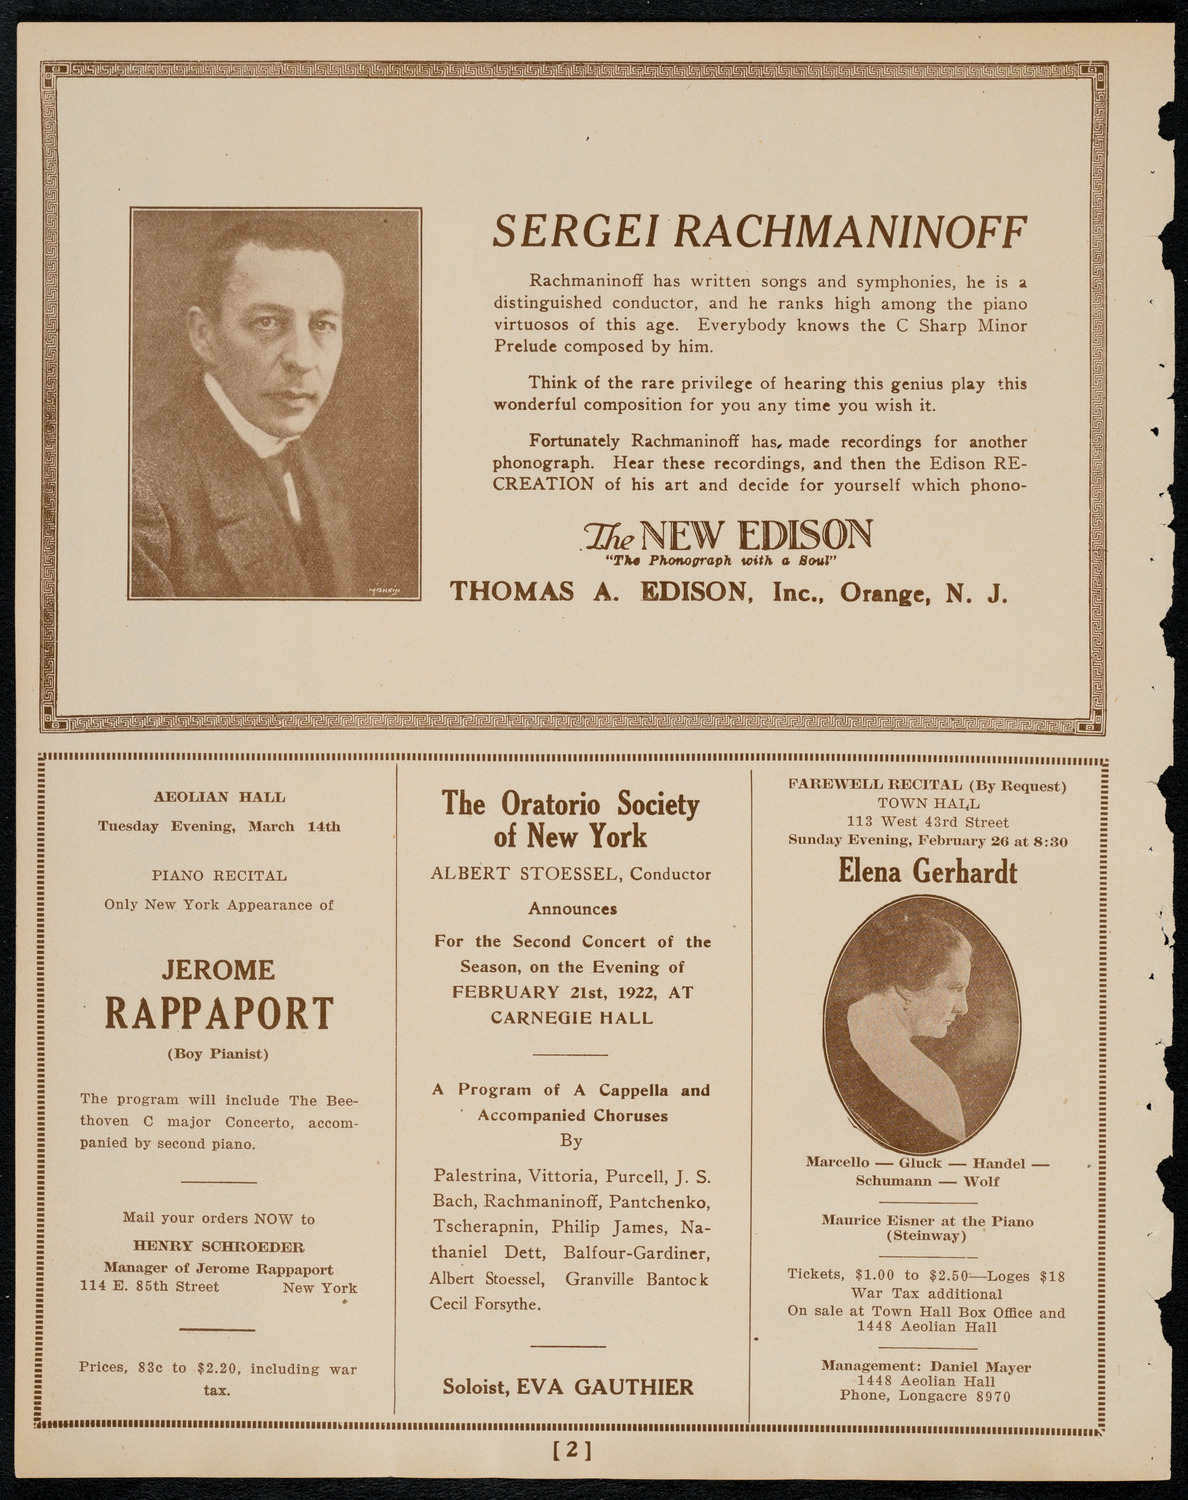 SERGEI RACHMANINOFF
Rachmaninoff has written songs and symphonies, he is a
distinguished conductor, and he ranks high among the piano
virtuosos of this age. Everybody knows the C Sharp Minor
Prelude composed by him.
Think of the rare privilege of hearing this genius play this
wonderful composition for you any time you wish it.
Fortunately Rachmaninoff has, made recordings for another
phonograph. Hear these recordings, and then the Edison RE-
CREATION of his art and decide for yourself which phono-
The NEW EDISON
"The Phonograph with a Soul"
THOMAS A. EDISON, Inc., Orange, N. J.
MISHKIN
AEOLIAN HALL
Tuesday Evening, March 14th
PIANO RECITAL
Only New York Appearance of
JEROME
RAPPAPORT
(Boy Pianist)
The program will include The Bee-
thoven C major Concerto, accom-
panied by second piano.
Mail your orders NOW to
HENRY SCHROEDER
Manager of Jerome Rappaport
114 E. 85th Street New York
Prices, 83c to $2.20, including war
tax.
The Oratorio Society
of New York
ALBERT STOESSEL, Conductor
Announces
For the Second Concert of the
Season, on the Evening of
FEBRUARY 21st, 1922, AT
CARNEGIE HALL
A Program of A Cappella and
Accompanied Choruses
By
Palestrina, Vittoria, Purcell, J. S.
Bach, Rachmaninoff, Pantchenko,
Tscherapnin, Philip James, Na-
thaniel Dett, Balfour-Gardiner,
Albert Stoessel, Granville Bantock
Cecil Forsythe.
Soloist, EVA GAUTHIER
FAREWELL RECITAL (By Request)
TOWN HALL
113 West 43rd Street
Sunday Evening, February 26 at 8:30
Elena Gerhardt
Marcello — Gluck — Handel —
Schumann — Wolf
Maurice Eisner at the Piano
(Steinway)
Tickets, $1.00 to $2.50—Loges $18
War Tax additional
On sale at Town Hall Box Office and
1448 Aeolian Hall
Management: Daniel Mayer
1448 Aeolian Hall
Phone, Longacre 8970
[ 2 ]